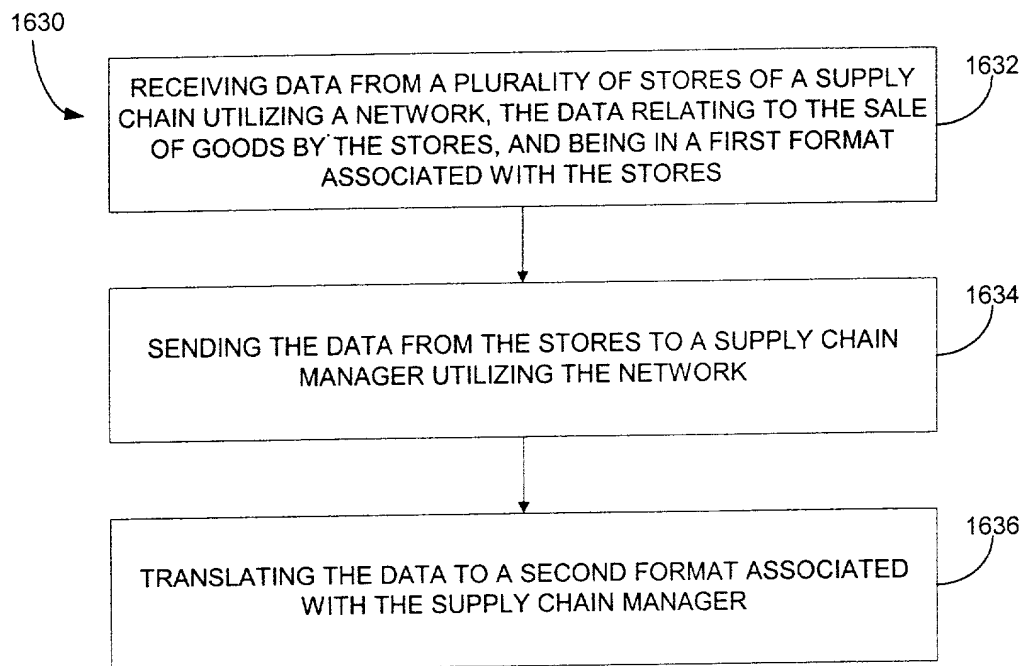 1630
1632
RECEIVING DATA FROM A PLURALITY OF STORES OF A SUPPLY
CHAIN UTILIZING A NETWORK, THE DATA RELATING TO THE SALE
OF GOODS BY THE STORES, AND BEING IN A FIRST FORMAT
ASSOCIATED WITH THE STORES
1634
SENDING THE DATA FROM THE STORES TO A SUPPLY CHAIN
MANAGER UTILIZING THE NETWORK
1636
TRANSLATING THE DATA TO A SECOND FORMAT ASSOCIATED
WITH THE SUPPLY CHAIN MANAGER